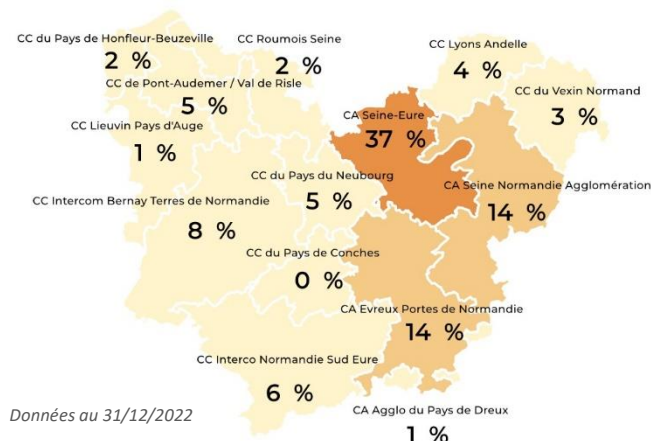 CC du Pays de Honfleur-Beuzeville
2 %
CC Roumois Seine
2 %
CC Lyons Andelle
4 %
CC de Pont-Audemer / Val de Risle
5 %
CC du Vexin Normand
3 %
CA Seine-Eure
37 %
CC Lieuvin Pays d'Auge
1 %
CC du Pays du Neubourg
5 %
CA Seine Normandie Agglomération
14 %
CC Intercom Bernay Terres de Normandie
8 %
CC du Pays de Conches
0 %
CA Evreux Portes de Normandie
14 %
CC Interco Normandie Sud Eure
6 %
CA Agglo du Pays de Dreux
1 %
Données au 31/12/2022